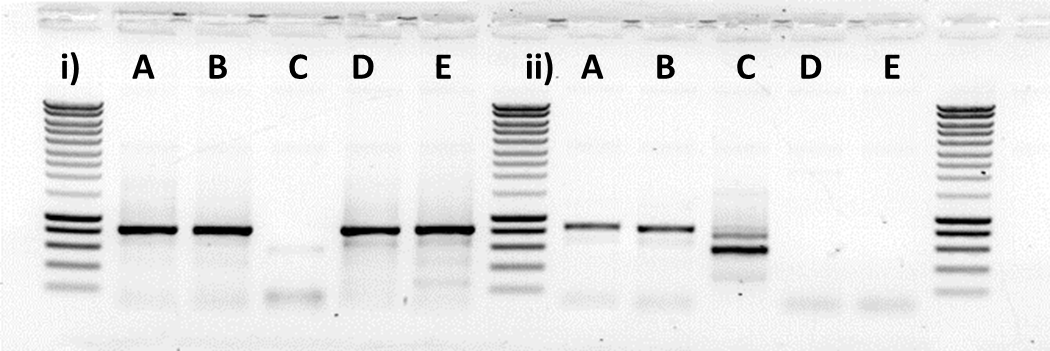 i) A B C D E ii) A B C D E